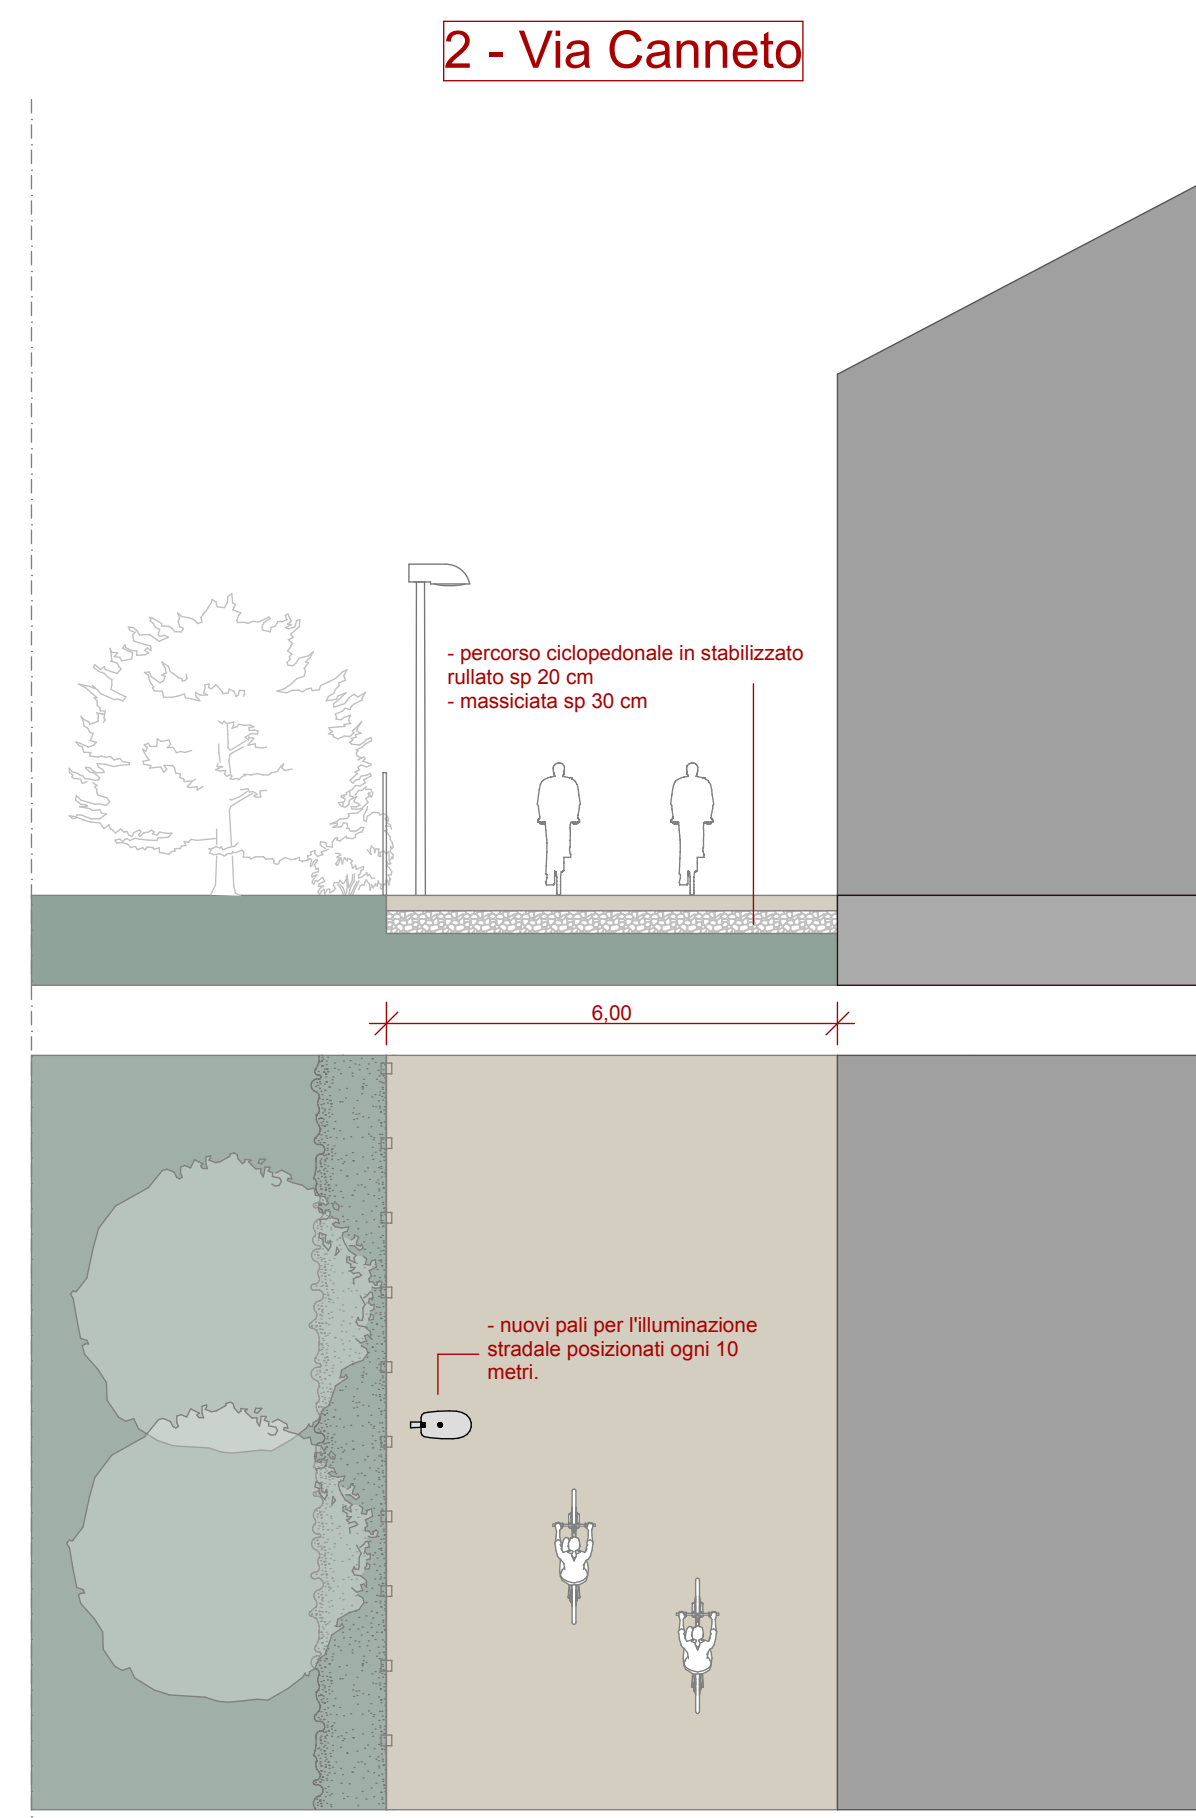 2 - Via Canneto
- percorso ciclopedonale in stabilizzato
rullato sp 20 cm
- massiciata sp 30 cm
6,00
- nuovi pali per l'illuminazione
stradale posizionati ogni 10
metri.